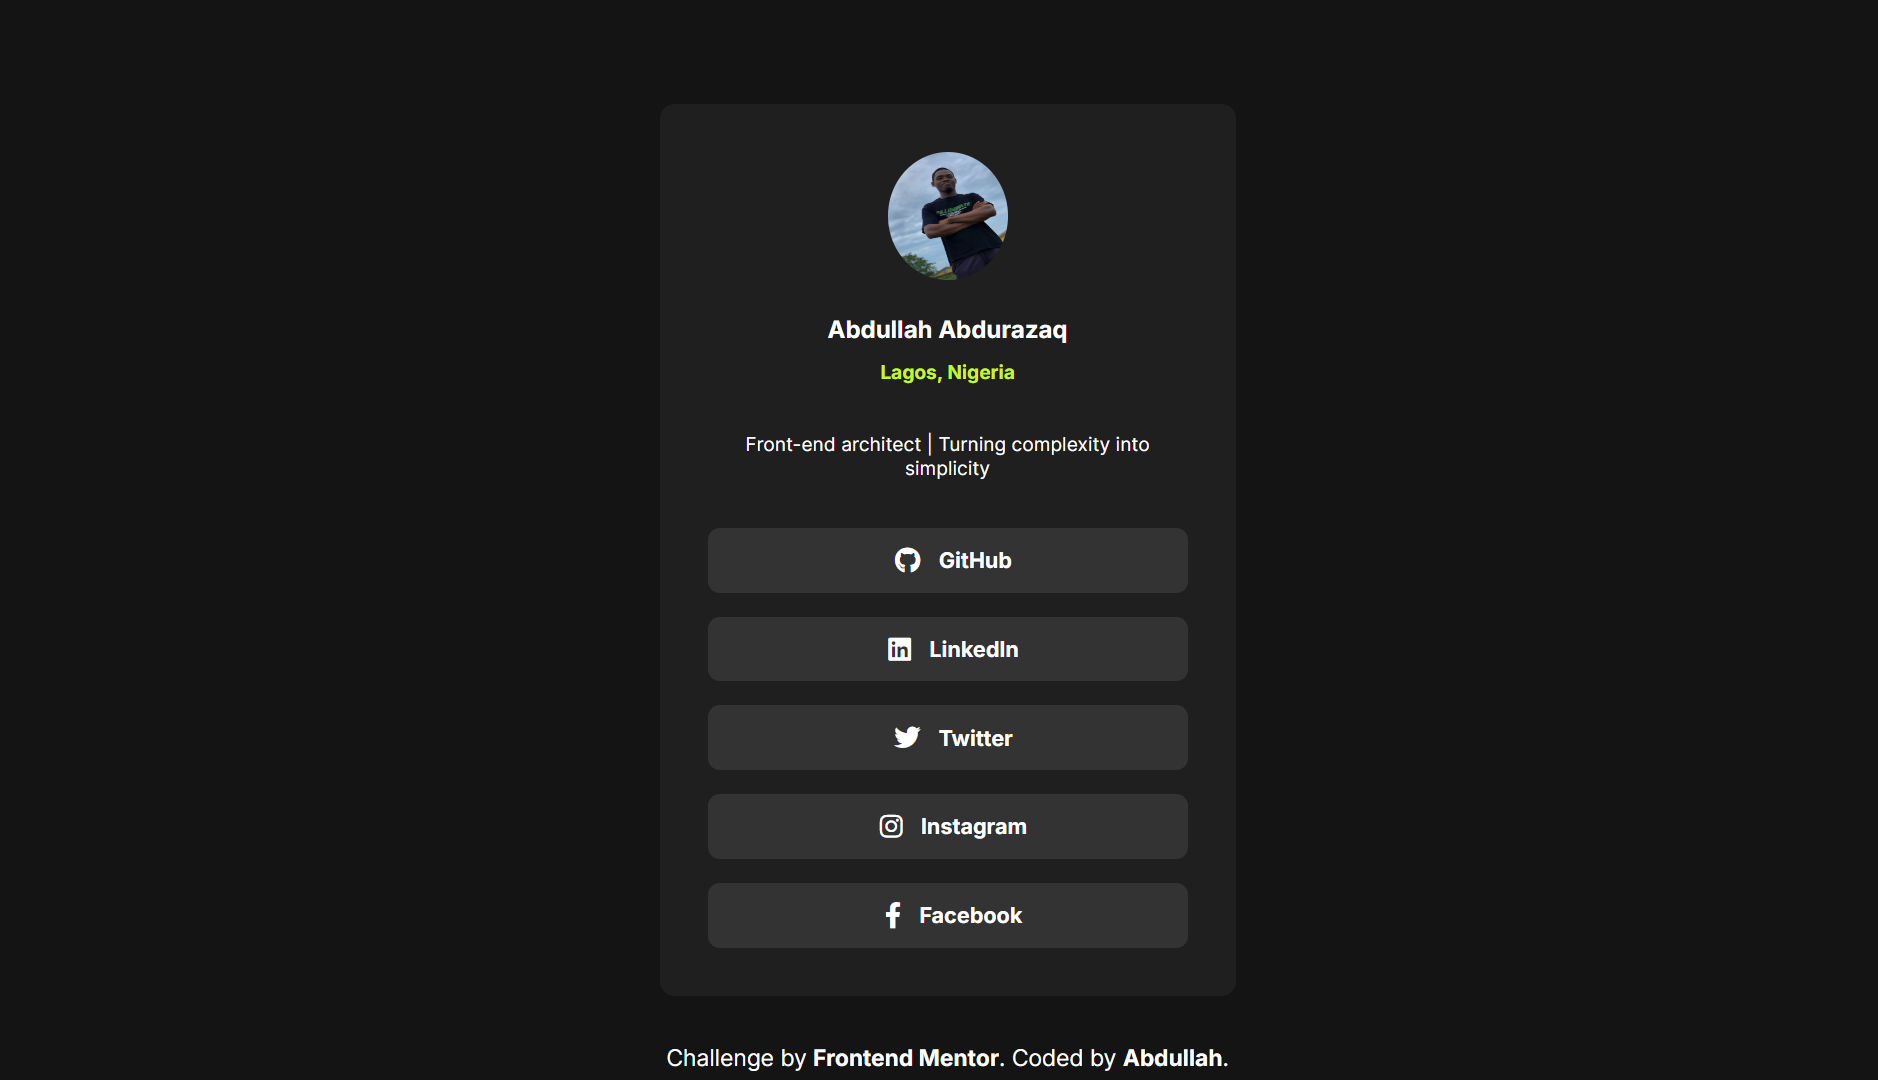 Abdullah Abdurazaq
Lagos, Nigeria
Front-end architect | Turning complexity into
simplicity
GitHub
in LinkedIn
Twitter
Instagram
f Facebook
Challenge by Frontend Mentor. Coded by Abdullah.